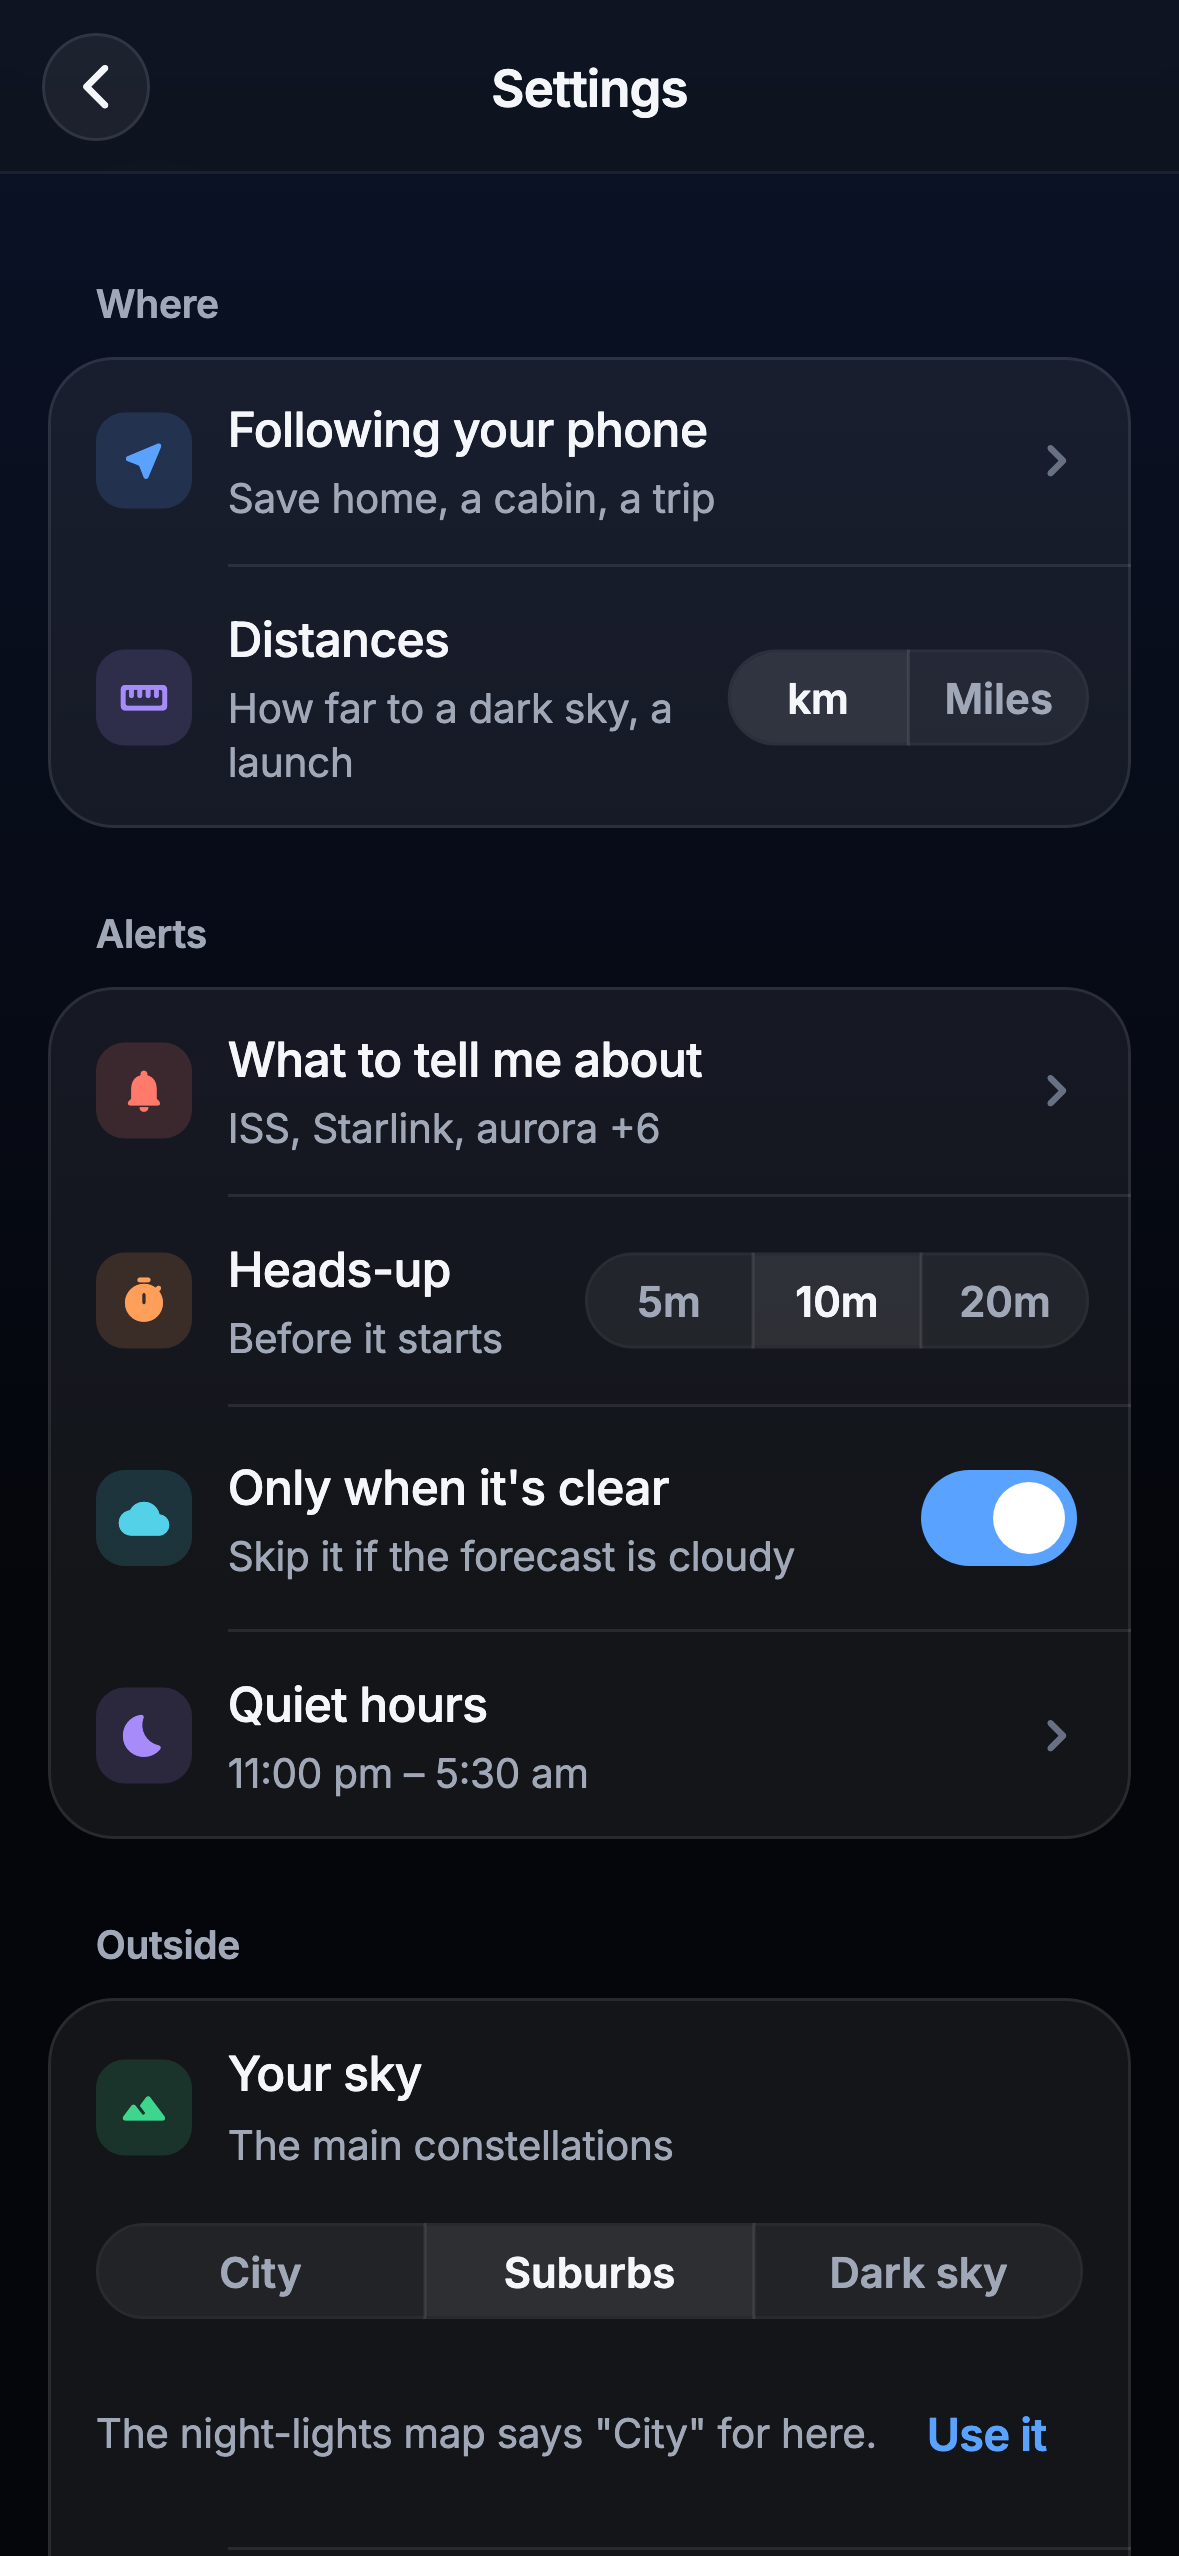 Settings
Where
Following your phone
Save home, a cabin, a trip
Distances
How far to a dark sky, a
launch
km
Miles
Alerts
What to tell me about
ISS, Starlink, aurora +6
Heads-up
Before it starts
5m
10m
20m
Only when it's clear
Skip it if the forecast is cloudy
Quiet hours
11:00 pm – 5:30 am
Outside
Your sky
The main constellations
City
Suburbs
Dark sky
The night-lights map says "City" for here.
Use it